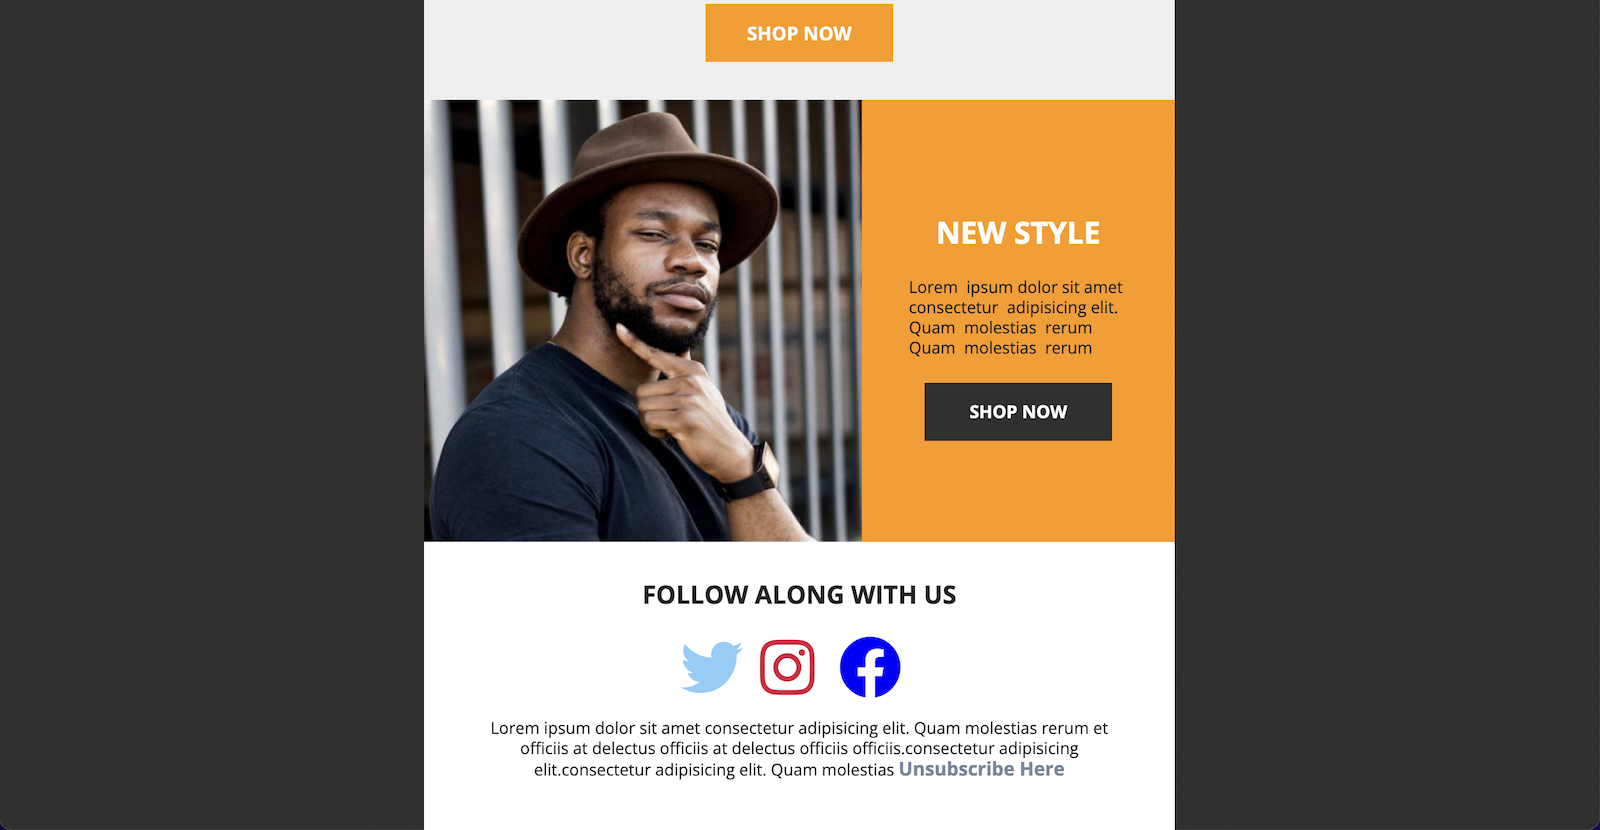 SHOP NOW
NEW STYLE
Lorem ipsum dolor sit amet
consectetur adipisicing elit.
Quam molestias rerum
Quam molestias rerum
SHOP NOW
FOLLOW ALONG WITH US
Lorem ipsum dolor sit amet consectetur adipisicing elit. Quam molestias rerum et
officiis at delectus officiis at delectus officiis officiis.consectetur adipisicing
elit.consectetur adipisicing elit. Quam molestias Unsubscribe Here